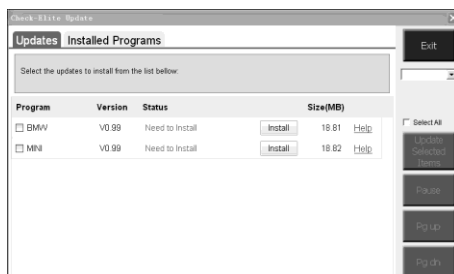 Check-Elite Update
Updates Installed Programs
Exit
Select the updates to install from the list bellow:
Program Version Status Size(MB)
Select All
BMW V0.99 Need to Install Install 18.81 Help
MINI V0.99 Need to Install Install 18.82 Help
Update
Selected
Items
Pause
Pg up
Pg dn